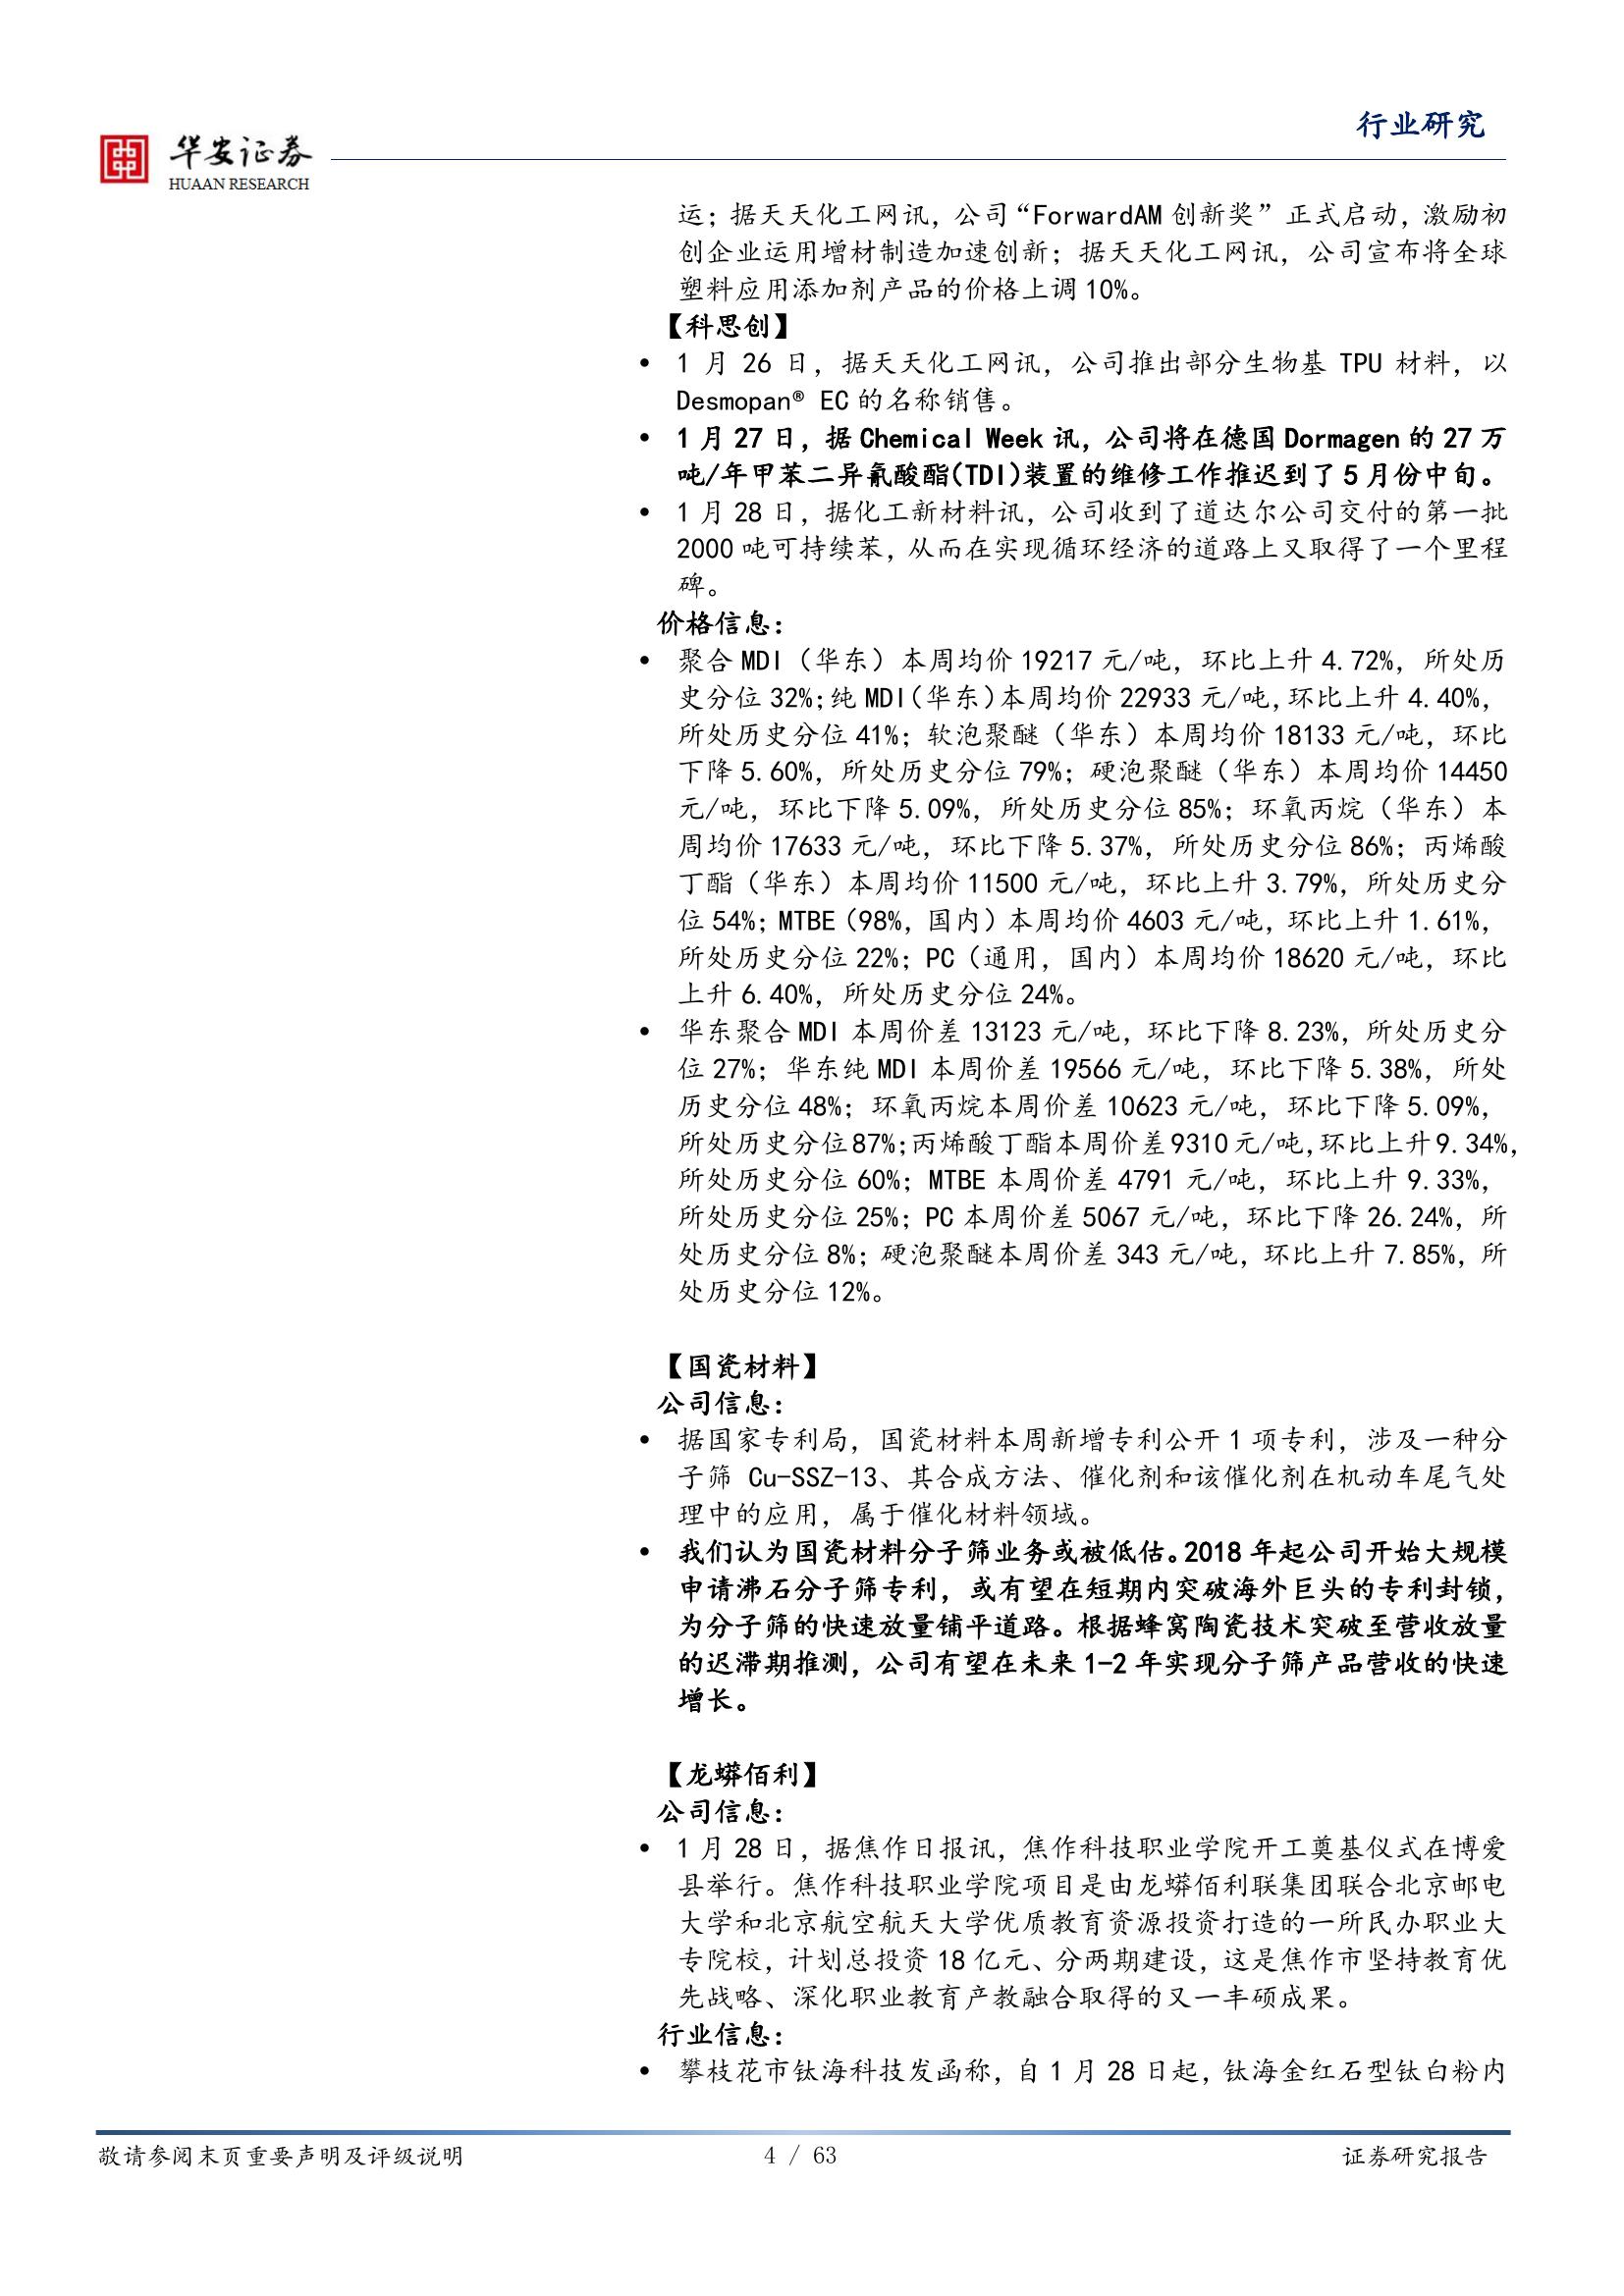 行业研究
华安证券
HUAAN RESEARCH
运；据天天化工网讯，公司“ForwardAM 创新奖”正式启动，激励初
创企业运用增材制造加速创新；据天天化工网讯，公司宣布将全球
塑料应用添加剂产品的价格上调 10%。
【科思创】
• 1 月 26 日，据天天化工网讯，公司推出部分生物基 TPU 材料，以
Desmopan® EC 的名称销售。
• 1 月 27 日，据 Chemical Week 讯，公司将在德国 Dormagen 的 27 万
吨/年甲苯二异氰酸酯(TDI)装置的维修工作推迟到了 5 月份中旬。
• 1 月 28 日，据化工新材料讯，公司收到了道达尔公司交付的第一批
2000 吨可持续苯，从而在实现循环经济的道路上又取得了一个里程
碑。
价格信息：
• 聚合 MDI（华东）本周均价 19217 元/吨，环比上升 4.72%，所处历
史分位 32%；纯 MDI（华东）本周均价 22933 元/吨，环比上升 4.40%，
所处历史分位 41%；软泡聚醚（华东）本周均价 18133 元/吨，环比
下降 5.60%，所处历史分位 79%；硬泡聚醚（华东）本周均价 14450
元/吨，环比下降 5.09%，所处历史分位 85%；环氧丙烷（华东）本
周均价 17633 元/吨，环比下降 5.37%，所处历史分位 86%；丙烯酸
丁酯（华东）本周均价 11500 元/吨，环比上升 3.79%，所处历史分
位 54%；MTBE（98%，国内）本周均价 4603 元/吨，环比上升 1.61%，
所处历史分位 22%；PC（通用，国内）本周均价 18620 元/吨，环比
上升 6.40%，所处历史分位 24%。
• 华东聚合 MDI 本周价差 13123 元/吨，环比下降 8.23%，所处历史分
位 27%；华东纯 MDI 本周价差 19566 元/吨，环比下降 5.38%，所处
历史分位 48%；环氧丙烷本周价差 10623 元/吨，环比下降 5.09%，
所处历史分位 87%；丙烯酸丁酯本周价差 9310 元/吨，环比上升 9.34%，
所处历史分位 60%；MTBE 本周价差 4791 元/吨，环比上升 9.33%，
所处历史分位 25%；PC 本周价差 5067 元/吨，环比下降 26.24%，所
处历史分位 8%；硬泡聚醚本周价差 343 元/吨，环比上升 7.85%，所
处历史分位 12%。
【国瓷材料】
公司信息：
• 据国家专利局，国瓷材料本周新增专利公开 1 项专利，涉及一种分
子筛 Cu-SSZ-13、其合成方法、催化剂和该催化剂在机动车尾气处
理中的应用，属于催化材料领域。
• 我们认为国瓷材料分子筛业务或被低估。2018 年起公司开始大规模
申请沸石分子筛专利，或有望在短期内突破海外巨头的专利封锁，
为分子筛的快速放量铺平道路。根据蜂窝陶瓷技术突破至营收放量
的迟滞期推测，公司有望在未来 1-2 年实现分子筛产品营收的快速
增长。
【龙蟒佰利】
公司信息：
• 1 月 28 日，据焦作日报讯，焦作科技职业学院开工奠基仪式在博爱
县举行。焦作科技职业学院项目是由龙蟒佰利联集团联合北京邮电
大学和北京航空航天大学优质教育资源投资打造的一所民办职业大
专院校，计划总投资 18 亿元、分两期建设，这是焦作市坚持教育优
先战略、深化职业教育产教融合取得的又一丰硕成果。
行业信息：
• 攀枝花市钛海科技发函称，自 1 月 28 日起，钛海金红石型钛白粉内
敬请参阅末页重要声明及评级说明
4 / 63
证券研究报告